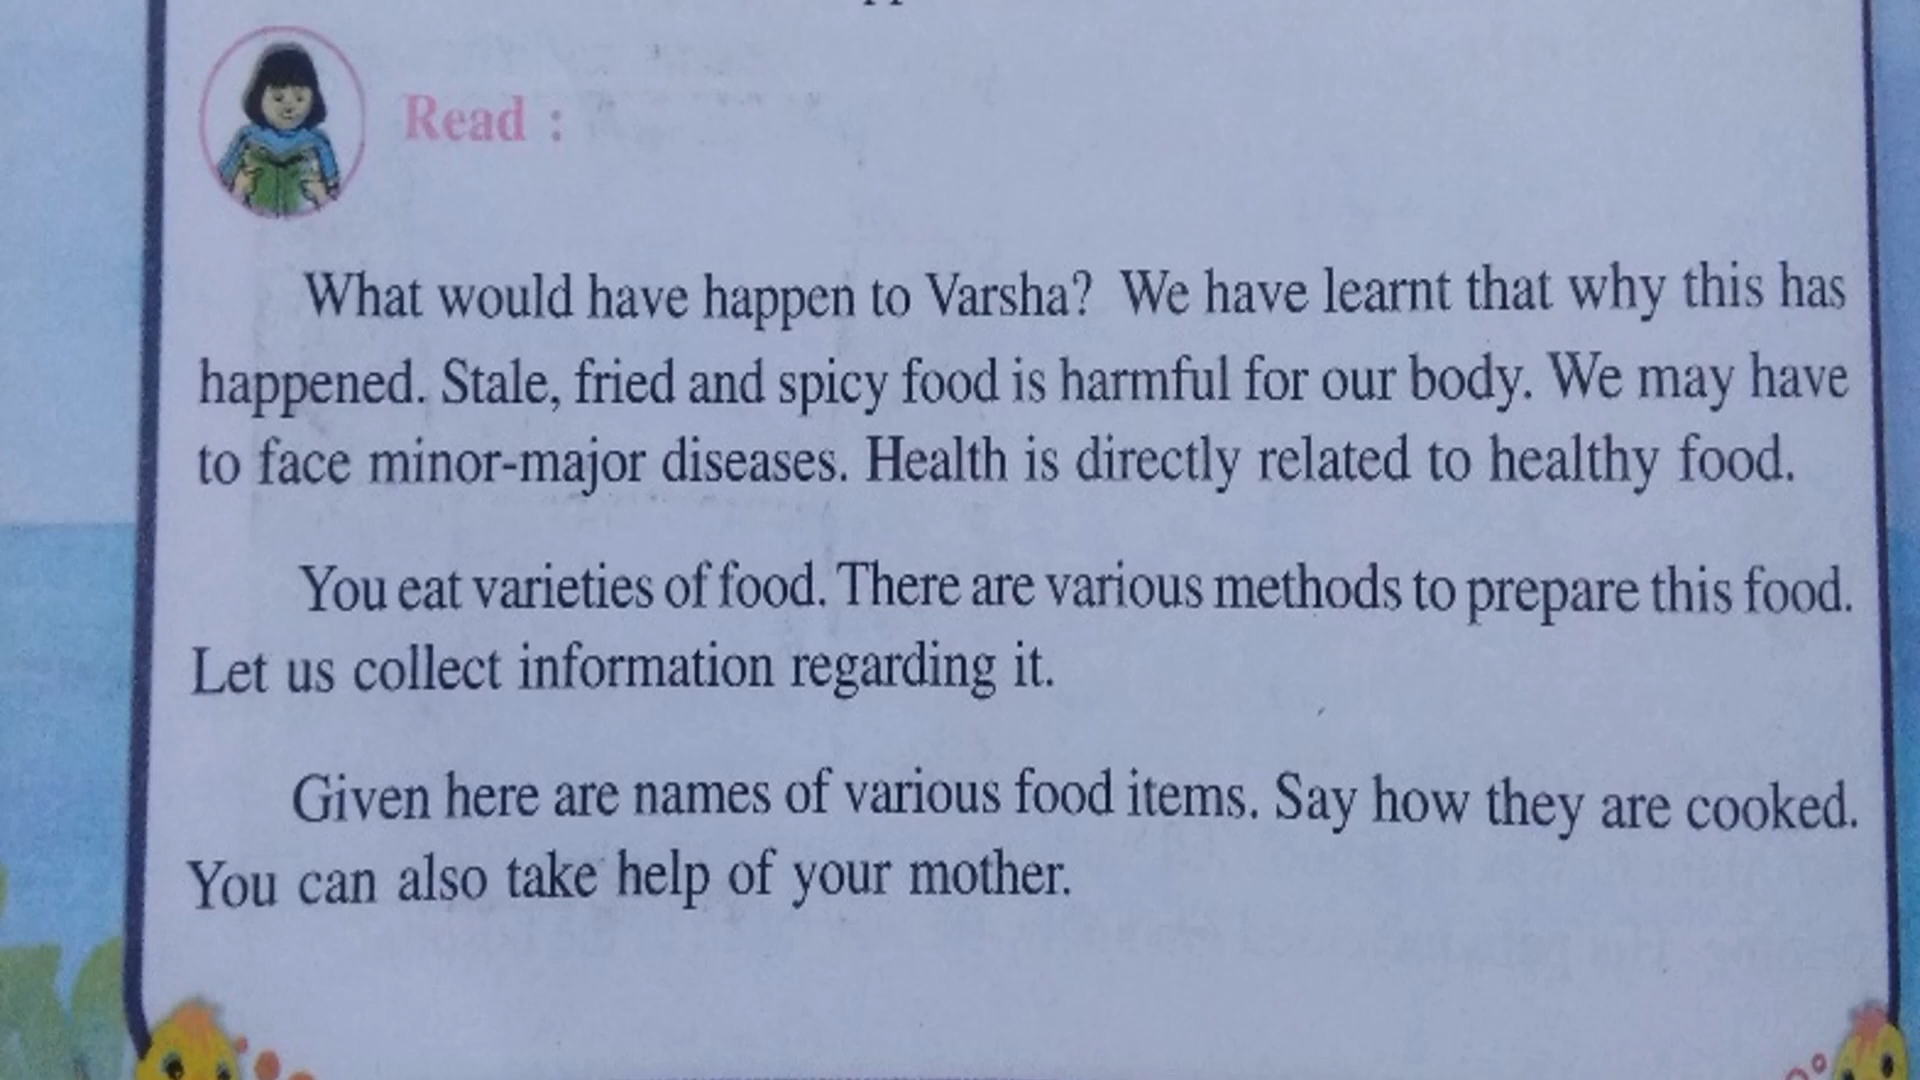 Read :
What would have happen to Varsha? We have learnt that why this has
happened. Stale, fried and spicy food is harmful for our body. We may have
to face minor-major diseases. Health is directly related to healthy food.
You eat varieties of food. There are various methods to prepare this food.
Let us collect information regarding it.
Given here are names of various food items. Say how they are cooked.
You can also take help of your mother.